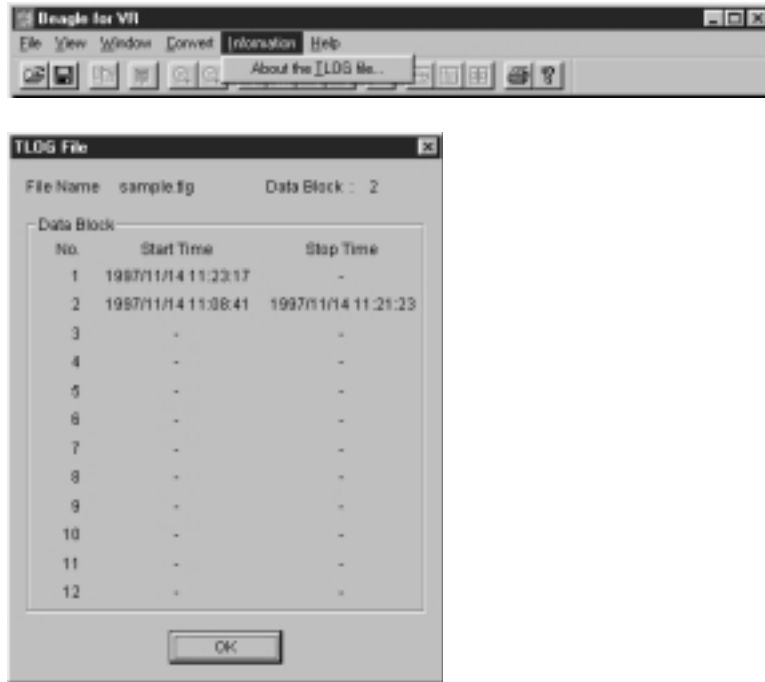 Beagle for VR
File View Window Convert Information Help
About the TLOG file...
TLOG File
File Name sample.tlg Data Block : 2
Data Block
No. Start Time Stop Time
1 1997/11/14 11:23:17 -
2 1997/11/14 11:08:41 1997/11/14 11:21:23
3 - -
4 - -
5 - -
6 - -
7 - -
8 - -
9 - -
10 - -
11 - -
12 - -
OK